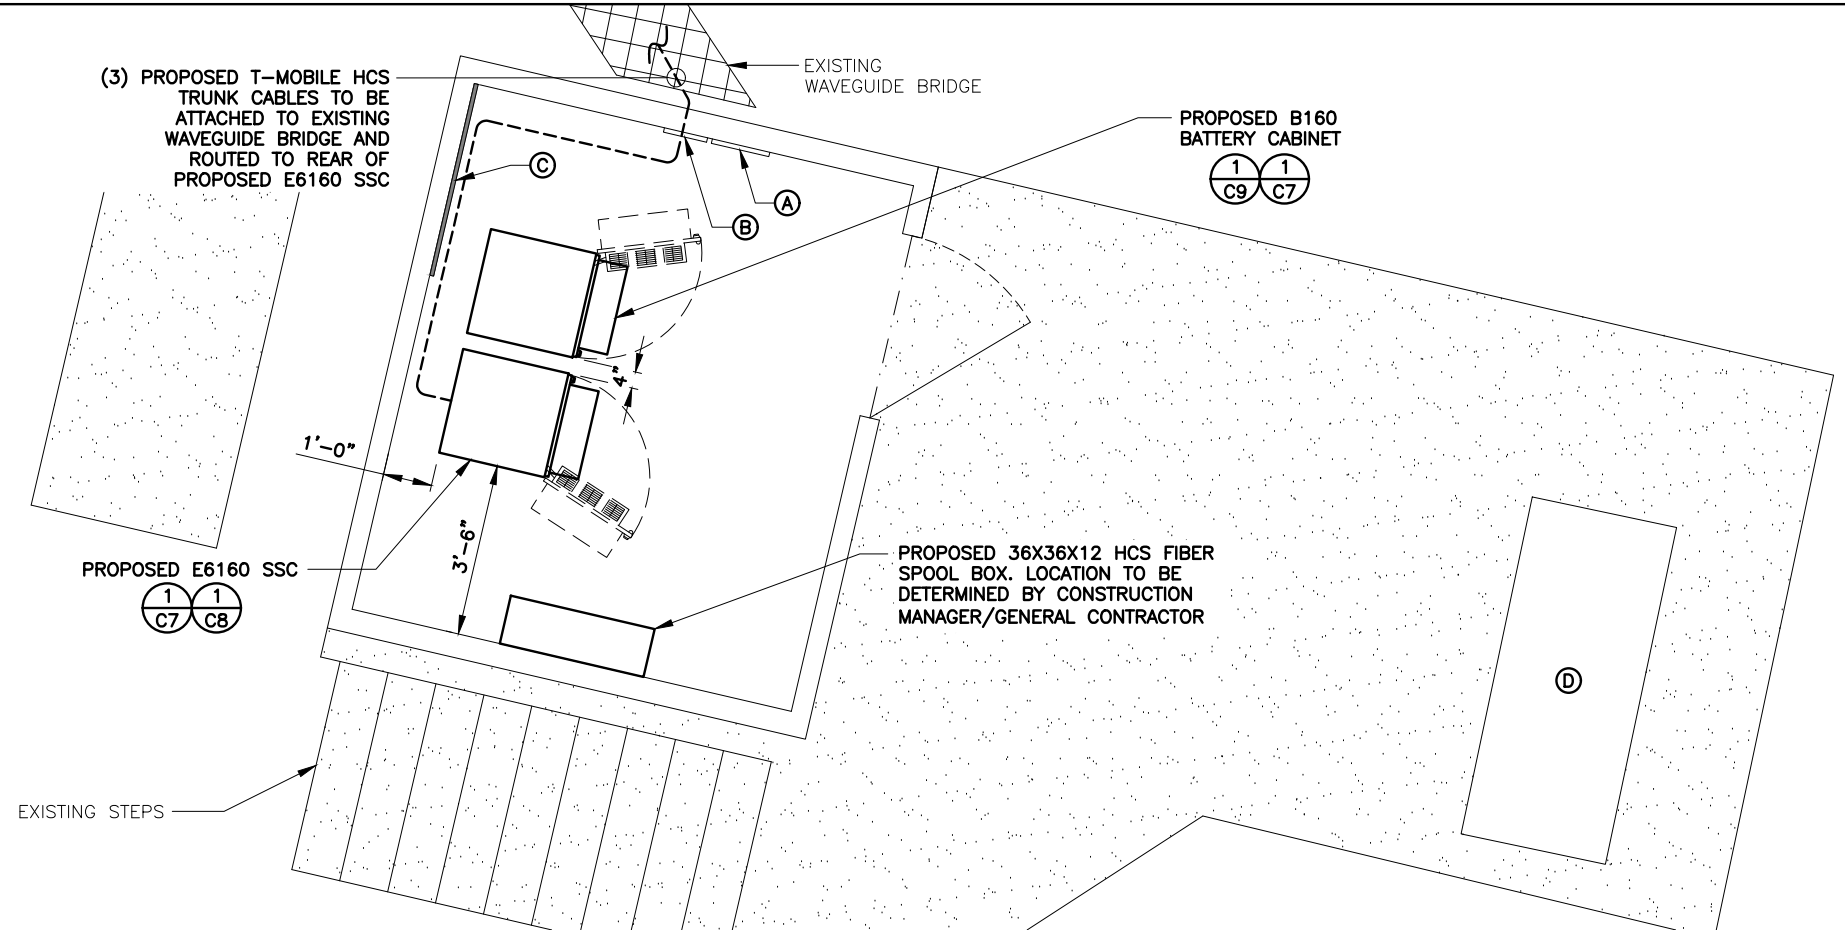 (3) PROPOSED T-MOBILE HCS
TRUNK CABLES TO BE
ATTACHED TO EXISTING
WAVEGUIDE BRIDGE AND
ROUTED TO REAR OF
PROPOSED E6160 SSC
EXISTING
WAVEGUIDE BRIDGE
PROPOSED B160
BATTERY CABINET
1 1
C9 C7
C
A
B
4"
1'-0"
3'-6"
PROPOSED E6160 SSC
1 1
C7 C8
PROPOSED 36X36X12 HCS FIBER
SPOOL BOX. LOCATION TO BE
DETERMINED BY CONSTRUCTION
MANAGER/GENERAL CONTRACTOR
D
EXISTING STEPS